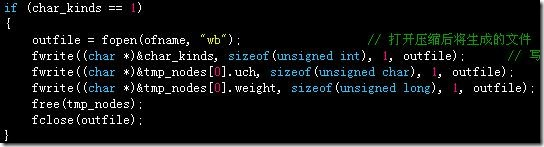 if (char_kinds == 1)
{
outfile = fopen(ofname, "wb"); // 打开压缩后将生成的文件
fwrite((char *)&char_kinds, sizeof(unsigned int), 1, outfile); // 写
fwrite((char *)&tmp_nodes[0].uch, sizeof(unsigned char), 1, outfile);
fwrite((char *)&tmp_nodes[0].weight, sizeof(unsigned long), 1, outfile);
free(tmp_nodes);
fclose(outfile);
}